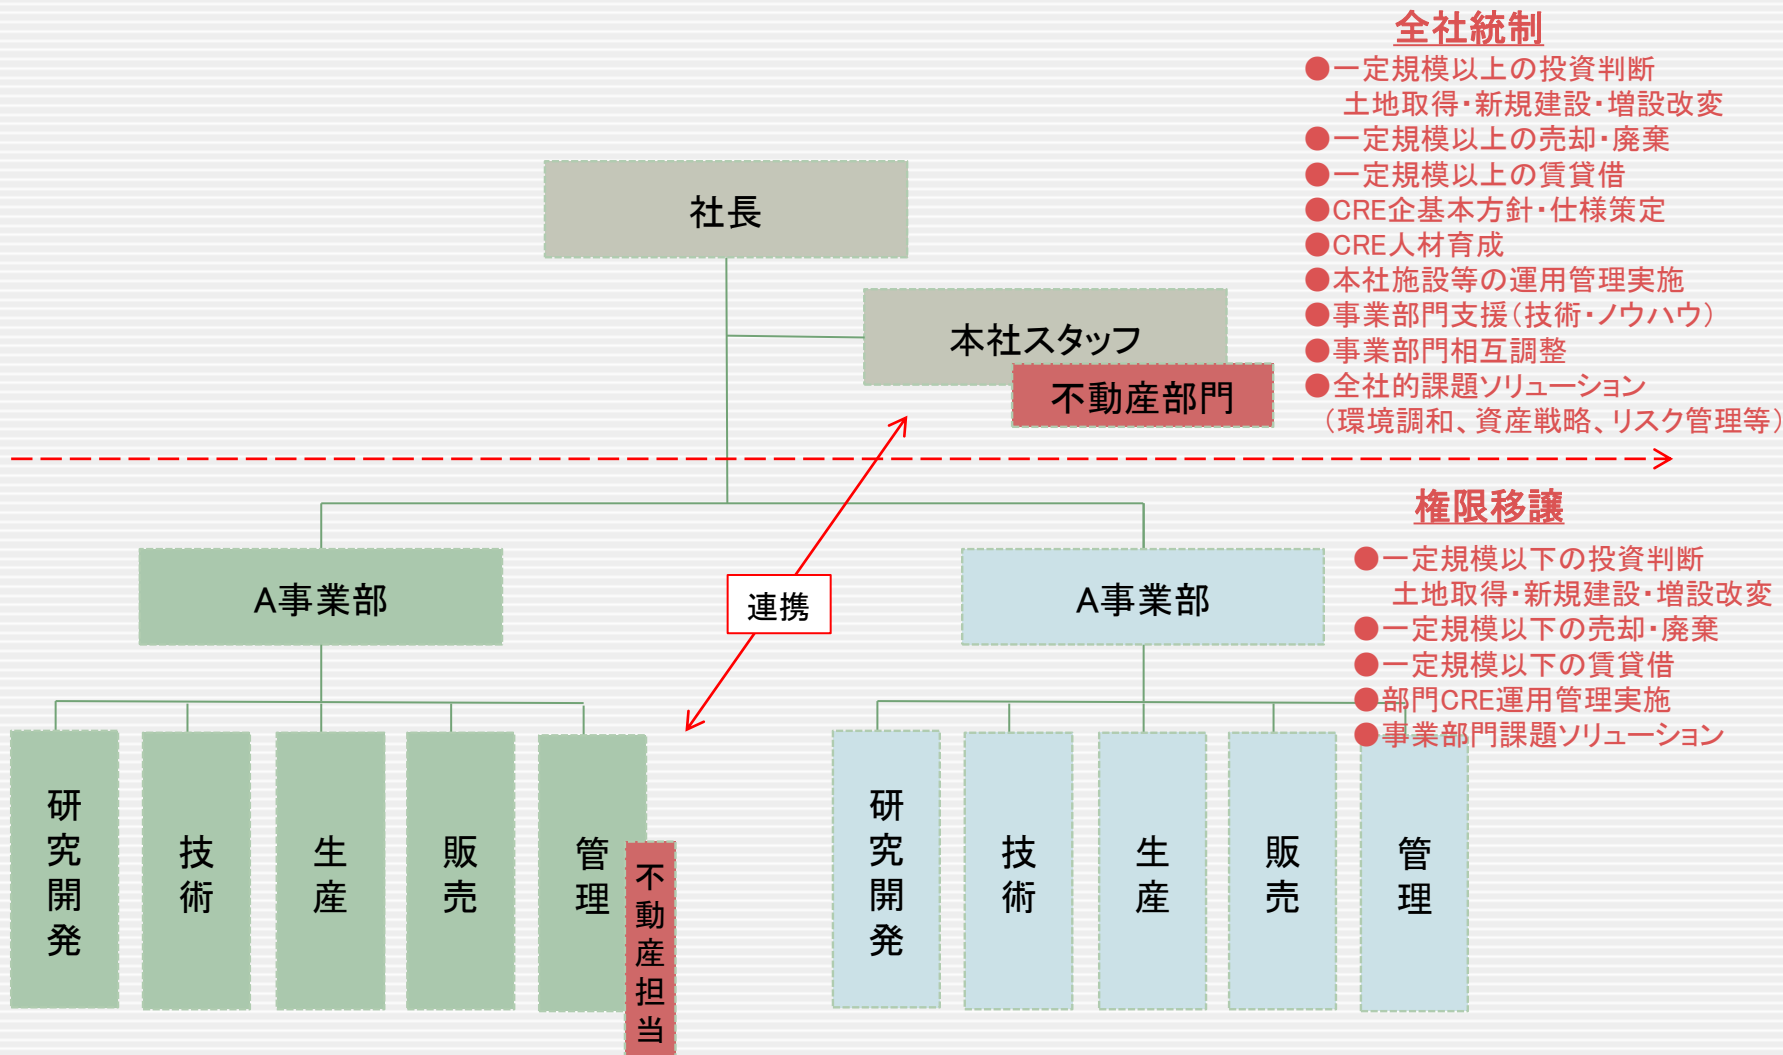 全社統制
●一定規模以上の投資判断
土地取得・新規建設・増設改変
●一定規模以上の売却・廃棄
●一定規模以上の賃貸借
●CRE企基本方針・仕様策定
●CRE人材育成
●本社施設等の運用管理実施
●事業部門支援（技術・ノウハウ）
●事業部門相互調整
●全社的課題ソリューション
（環境調和、資産戦略、リスク管理等）
社長
本社スタッフ
不動産部門
権限移譲
●一定規模以下の投資判断
土地取得・新規建設・増設改変
●一定規模以下の売却・廃棄
●一定規模以下の賃貸借
●部門CRE運用管理実施
●事業部門課題ソリューション
A事業部
連携
A事業部
研究開発
技術
生産
販売
管理
不動産担当
研究開発
技術
生産
販売
管理